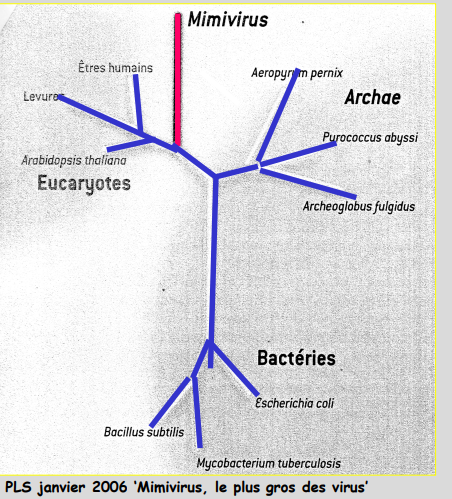 Mimivirus
Êtres humains
Aeropyrum pernix
Levures
Archae
Purococcus abyssi
Arabidopsis thaliana
Eucaryotes
Archeoglobus fulgidus
Bactéries
Escherichia coli
Bacillus subtilis
Mycobacterium tuberculosis
PLS janvier 2006 ‘Mimivirus, le plus gros des virus’